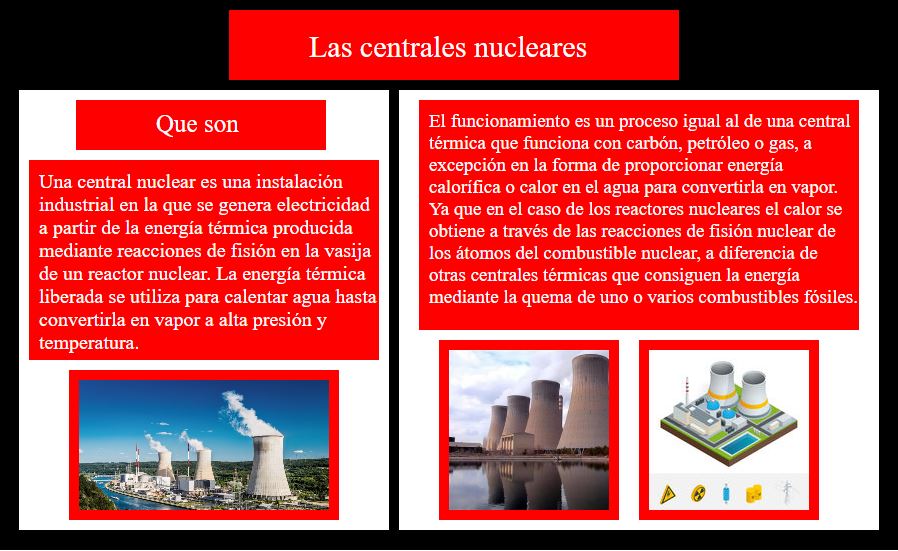 Las centrales nucleares
Que son
Una central nuclear es una instalación
industrial en la que se genera electricidad
a partir de la energía térmica producida
mediante reacciones de fisión en la vasija
de un reactor nuclear. La energía térmica
liberada se utiliza para calentar agua hasta
convertirla en vapor a alta presión y
temperatura.
El funcionamiento es un proceso igual al de una central
térmica que funciona con carbón, petróleo o gas, a
excepción en la forma de proporcionar energía
calorífica o calor en el agua para convertirla en vapor.
Ya que en el caso de los reactores nucleares el calor se
obtiene a través de las reacciones de fisión nuclear de
los átomos del combustible nuclear, a diferencia de
otras centrales térmicas que consiguen la energía
mediante la quema de uno o varios combustibles fósiles.